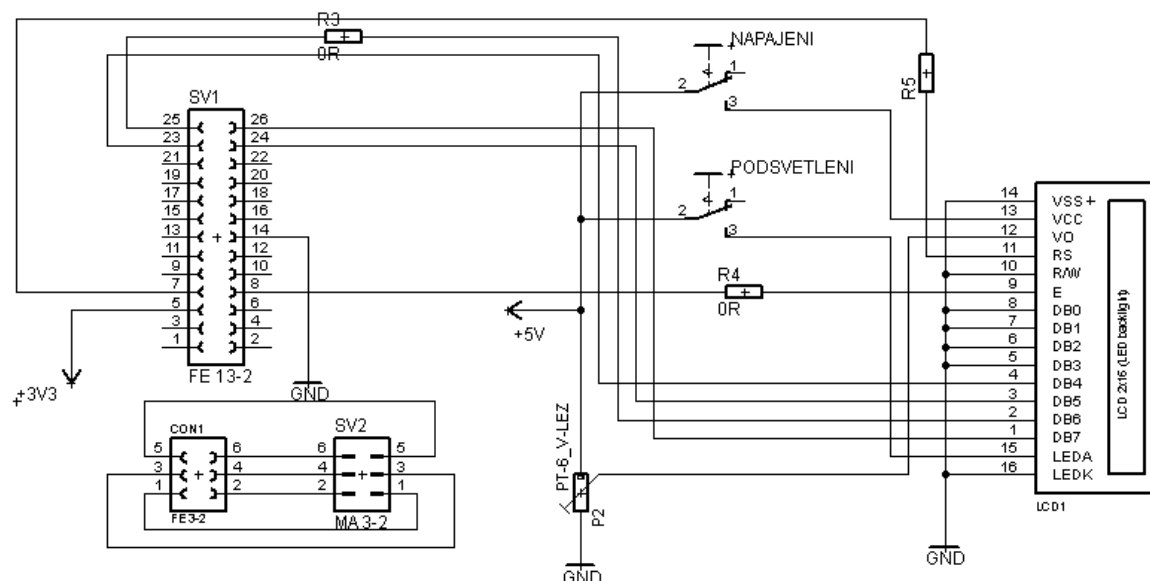 R3
0R
NAPAJENI
1
2
3
R5
SV1
25 26
23 24
21 22
19 20
17 18
15 16
13 14
11 12
9 10
7 8
5 6
3 4
1 2
FE 13-2
+3V3
GND
PODSVETLENI
1
2
3
R4
0R
+5V
14 VSS
13 VCC
12 VO
11 RS
10 R/W
9 E
8 DB0
7 DB1
6 DB2
5 DB3
4 DB4
3 DB5
2 DB6
1 DB7
15 LEDA
16 LEDK
LCD 2x16 (LED backlight)
LCD1
CON1
5 6
3 4
1 2
FE3-2
SV2
6 5
4 3
2 1
MA3-2
PT-6_V-LEZ
P2
GND
GND